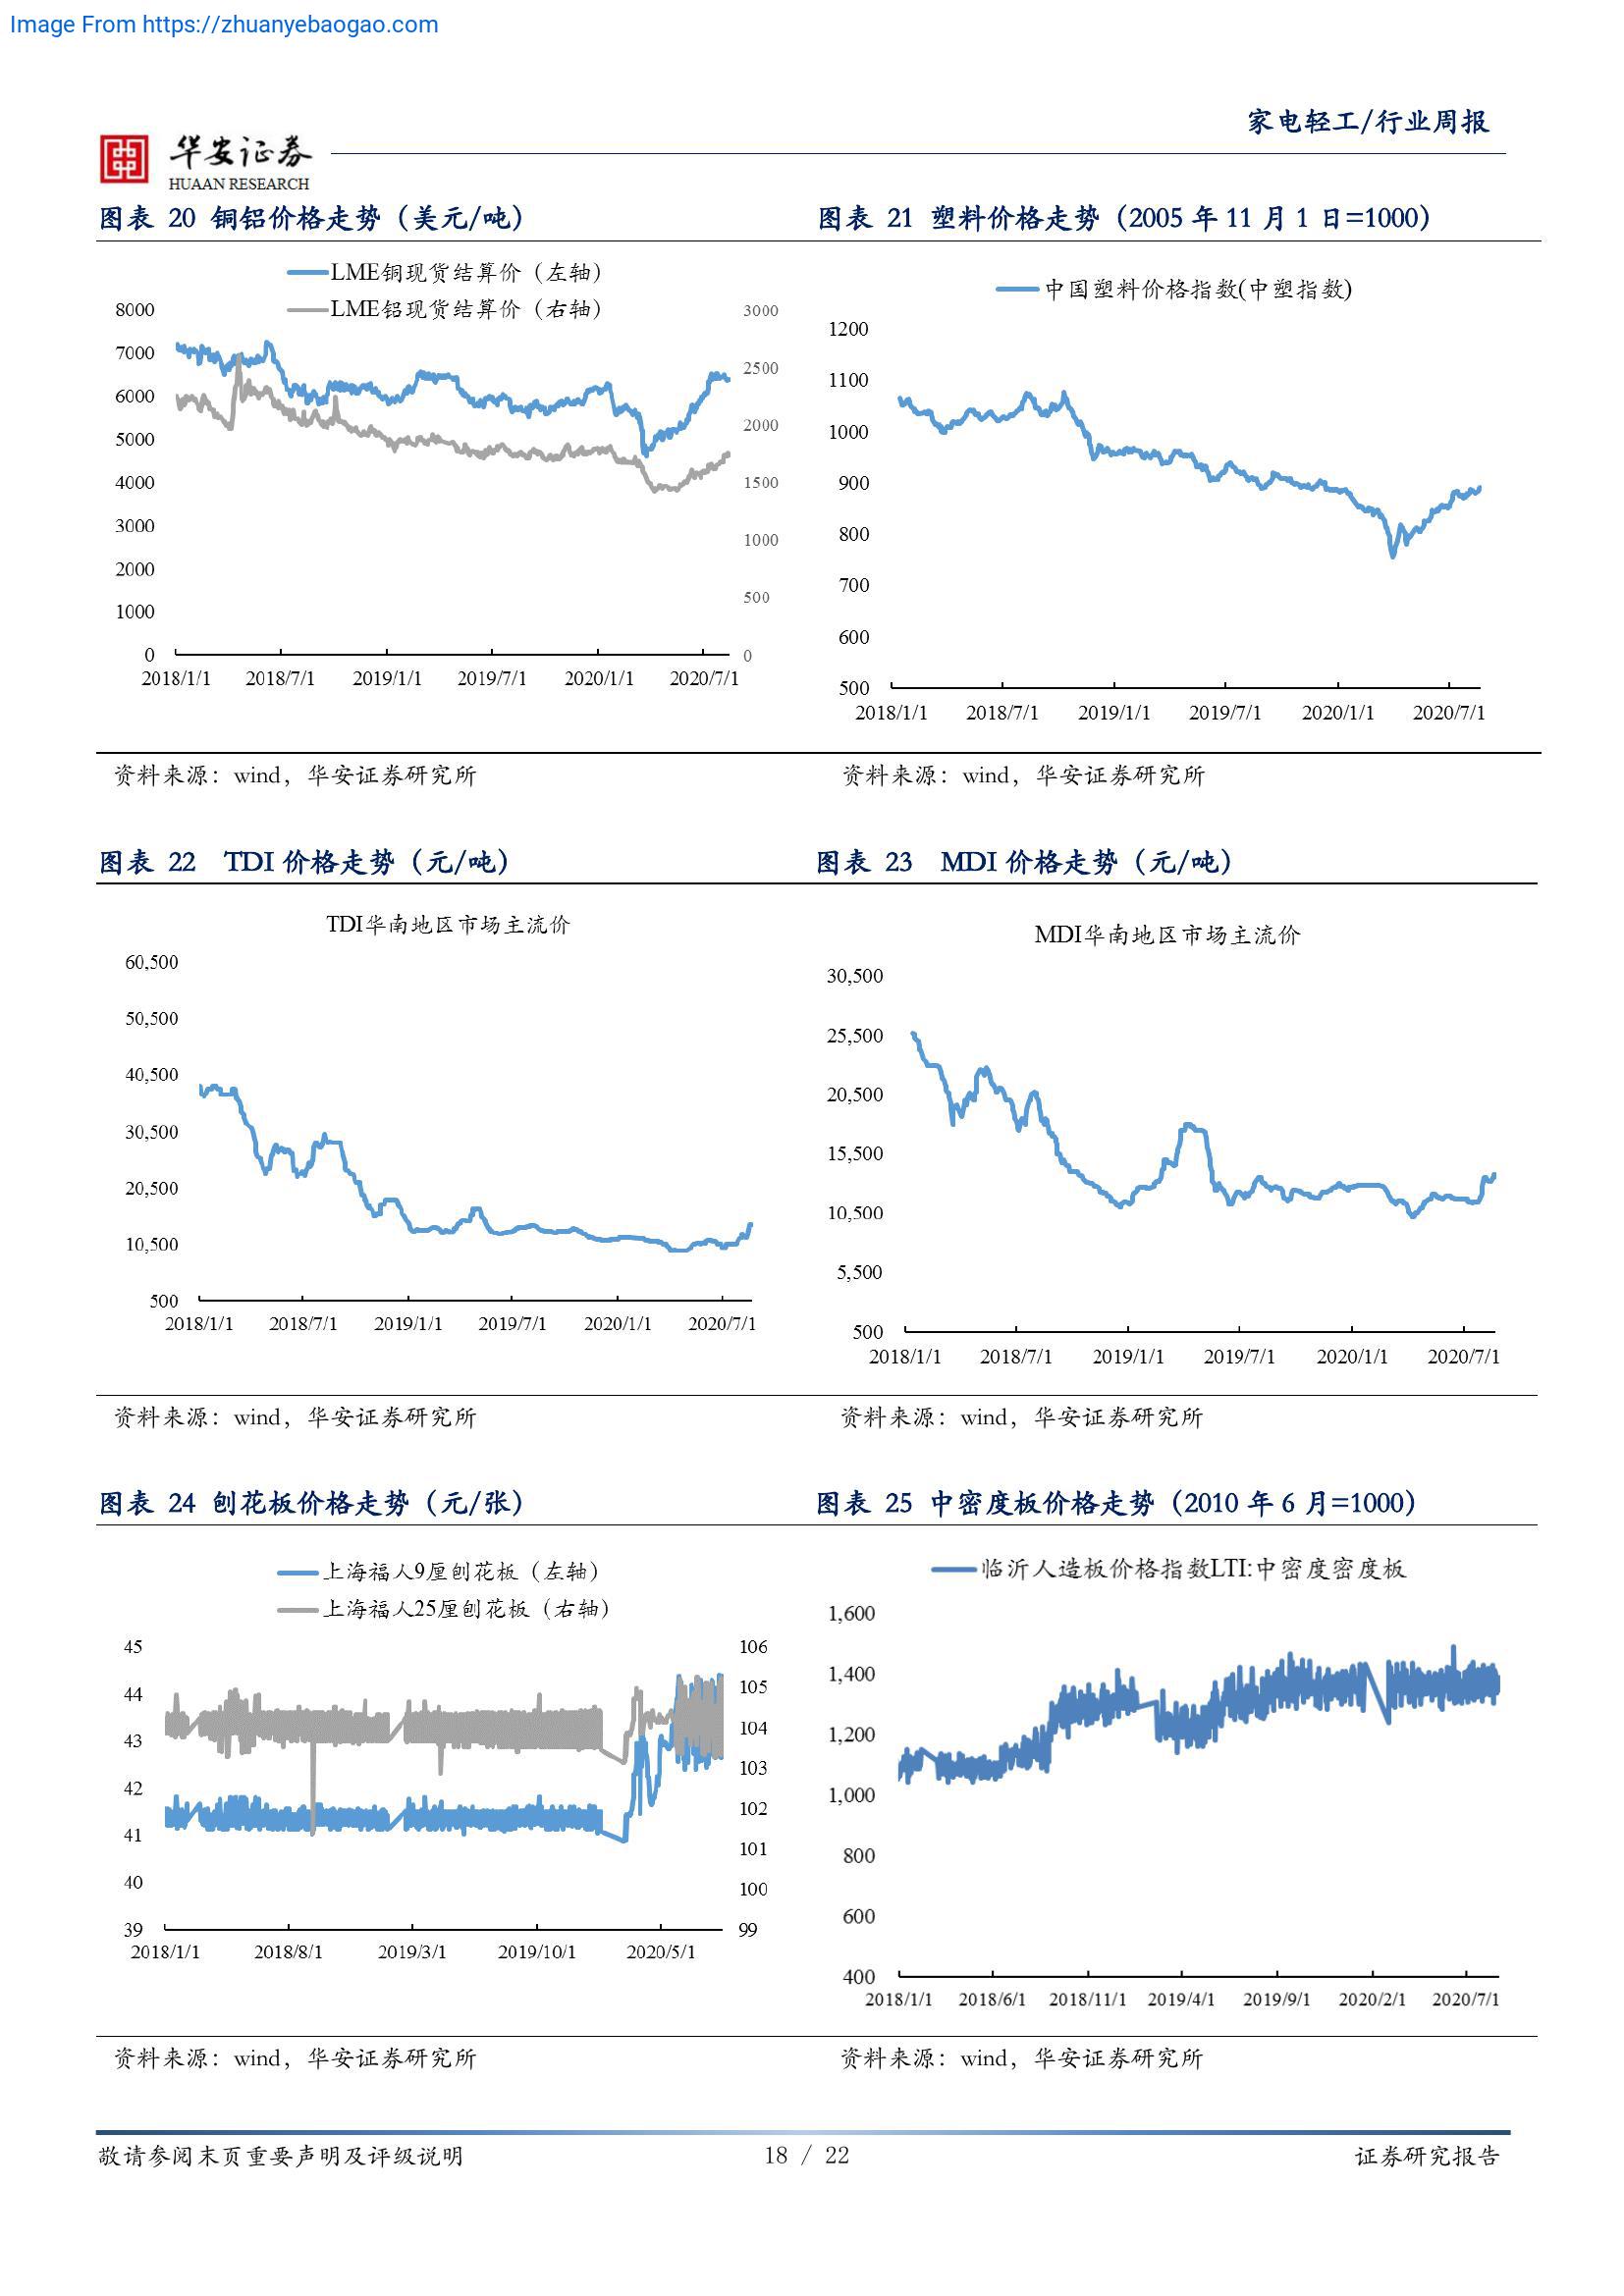 Image From https://zhuanyebaogao.com
家电轻工/行业周报
华安证券
HUAAN RESEARCH
图表 20 铜铝价格走势（美元/吨）
LME铜现货结算价（左轴）
LME铝现货结算价（右轴）
8000
7000
6000
5000
4000
3000
2000
1000
0
3000
2500
2000
1500
1000
500
0
2018/1/1 2018/7/1 2019/1/1 2019/7/1 2020/1/1 2020/7/1
资料来源：wind，华安证券研究所
图表 21 塑料价格走势（2005 年 11 月 1 日=1000）
中国塑料价格指数(中塑指数)
1200
1100
1000
900
800
700
600
500
2018/1/1 2018/7/1 2019/1/1 2019/7/1 2020/1/1 2020/7/1
资料来源：wind，华安证券研究所
图表 22 TDI 价格走势（元/吨）
TDI华南地区市场主流价
60,500
50,500
40,500
30,500
20,500
10,500
500
2018/1/1 2018/7/1 2019/1/1 2019/7/1 2020/1/1 2020/7/1
资料来源：wind，华安证券研究所
图表 23 MDI 价格走势（元/吨）
MDI华南地区市场主流价
30,500
25,500
20,500
15,500
10,500
5,500
500
2018/1/1 2018/7/1 2019/1/1 2019/7/1 2020/1/1 2020/7/1
资料来源：wind，华安证券研究所
图表 24 刨花板价格走势（元/张）
上海福人9厘刨花板（左轴）
上海福人25厘刨花板（右轴）
45
44
43
42
41
40
39
106
105
104
103
102
101
100
99
2018/1/1 2018/8/1 2019/3/1 2019/10/1 2020/5/1
资料来源：wind，华安证券研究所
图表 25 中密度板价格走势（2010 年 6 月=1000）
临沂人造板价格指数LTI:中密度密度板
1,600
1,400
1,200
1,000
800
600
400
2018/1/1 2018/6/1 2018/11/1 2019/4/1 2019/9/1 2020/2/1 2020/7/1
资料来源：wind，华安证券研究所
敬请参阅末页重要声明及评级说明
18 / 22
证券研究报告